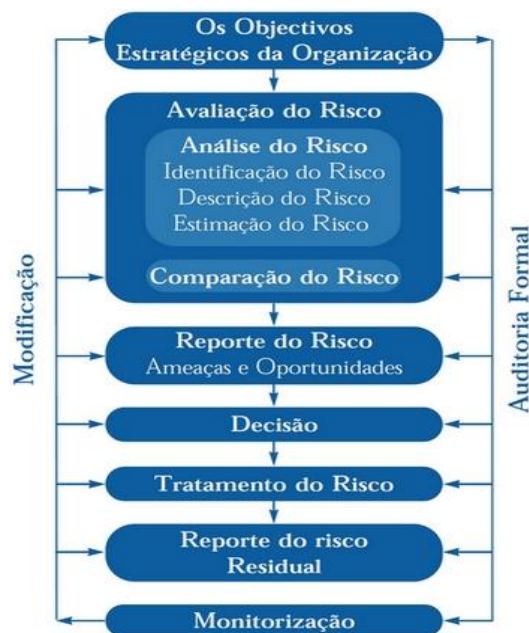 Os Objectivos
Estratégicos da Organização
Avaliação do Risco
Análise do Risco
Identificação do Risco
Descrição do Risco
Estimação do Risco
Comparação do Risco
Reporte do Risco
Ameaças e Oportunidades
Decisão
Tratamento do Risco
Reporte do risco
Residual
Monitorização
Modificação
Auditoria Formal